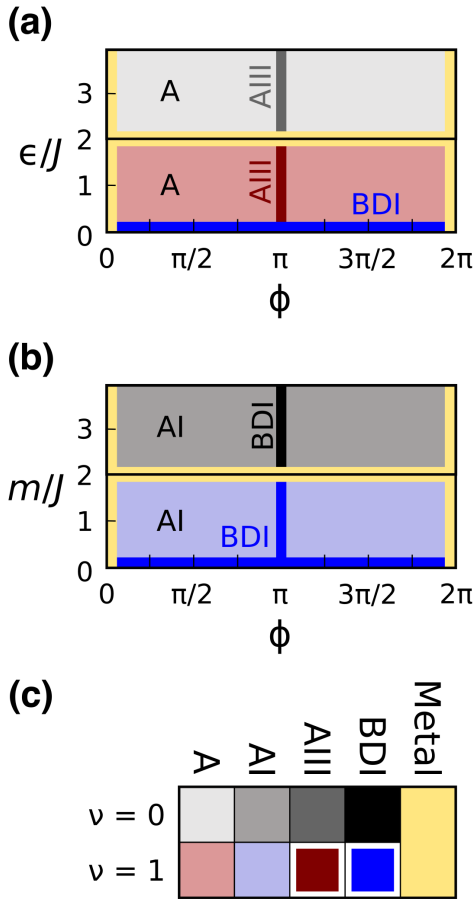 (a)
3
A
AIII
2
ϵ/J
1
A
AIII
BDI
0
0 π/2 π 3π/2 2π
ϕ
(b)
3
AI
BDI
2
m/J
1
AI
BDI
0
0 π/2 π 3π/2 2π
ϕ
(c)
A AI AIII BDI Metal
ν = 0
ν = 1